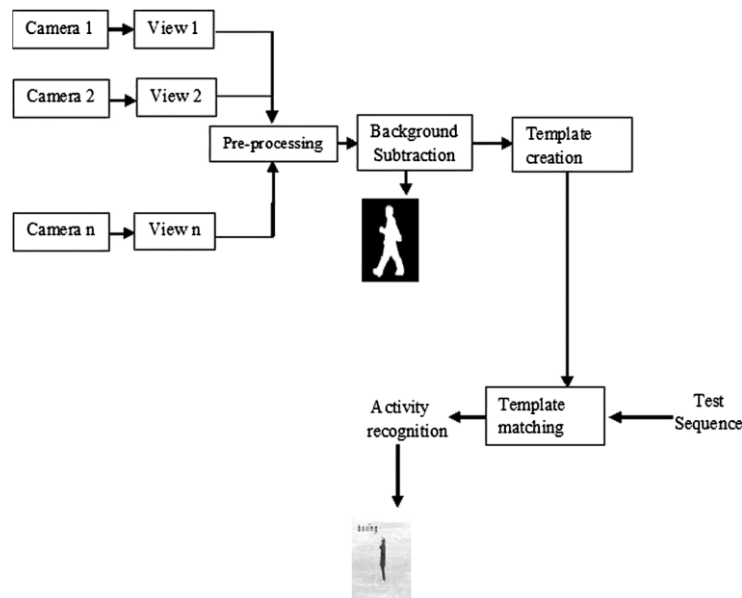 Camera 1
View 1
Camera 2
View 2
Pre-processing
Background
Subtraction
Template
creation
Camera n
View n
Activity
recognition
Template
matching
Test
Sequence
boxing